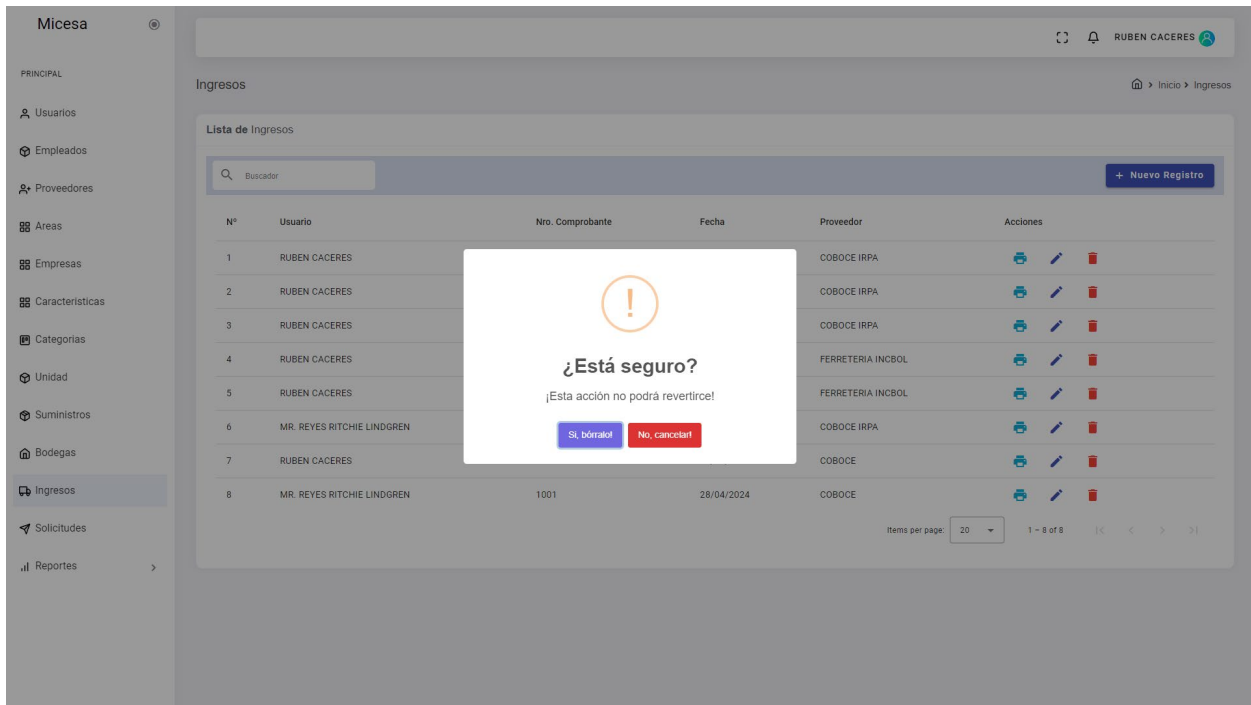 Micesa
RUBEN CACERES
PRINCIPAL
Ingresos
Inicio > Ingresos
Usuarios
Lista de Ingresos
Empleados
Buscador
+ Nuevo Registro
Proveedores
Areas
Nº Usuario Nro. Comprobante Fecha Proveedor Acciones
Empresas
1 RUBEN CACERES COBOCE IRPA
Características
2 RUBEN CACERES COBOCE IRPA
3 RUBEN CACERES COBOCE IRPA
Categorias
4 RUBEN CACERES FERRETERIA INCBOL
¿Está seguro?
Unidad
5 RUBEN CACERES FERRETERIA INCBOL
¡Esta acción no podrá revertirce!
Suministros
6 MR. REYES RITCHIE LINDGREN COBOCE IRPA
Si, bórralo! No, cancelar!
Bodegas
7 RUBEN CACERES COBOCE
Ingresos
8 MR. REYES RITCHIE LINDGREN 1001 28/04/2024 COBOCE
Solicitudes
Items per page: 20 1 – 8 of 8
Reportes